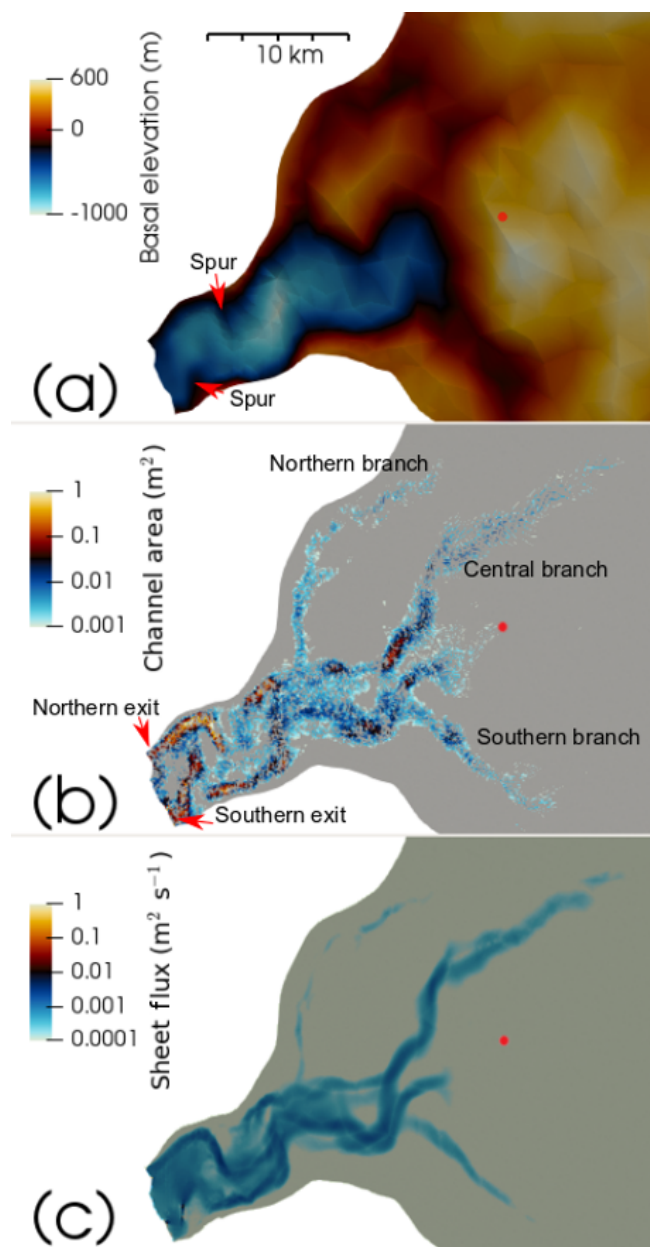 10 km
600
0
-1000
Basal elevation (m)
Spur
Spur
(a)
Northern branch
1
0.1
0.01
0.001
Channel area (m²)
Central branch
Northern exit
Southern branch
(b)
Southern exit
1
0.1
0.01
0.001
0.0001
Sheet flux (m² s⁻¹)
(c)